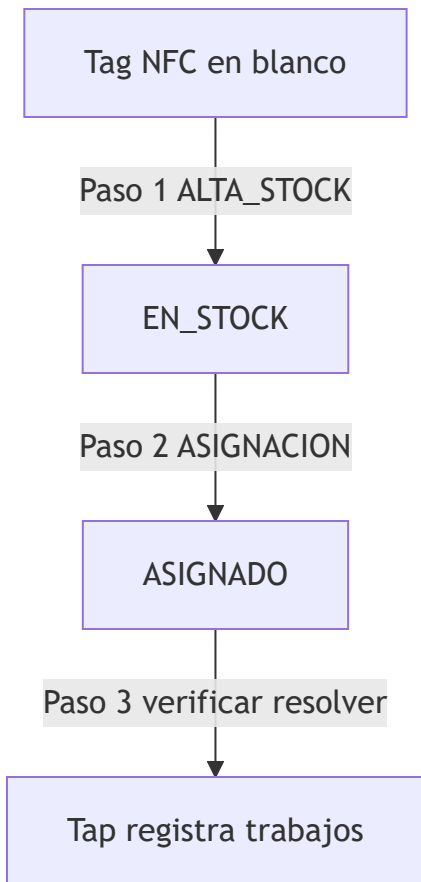 Tag NFC en blanco
Paso 1 ALTA_STOCK
EN_STOCK
Paso 2 ASIGNACION
ASIGNADO
Paso 3 verificar resolver
Tap registra trabajos